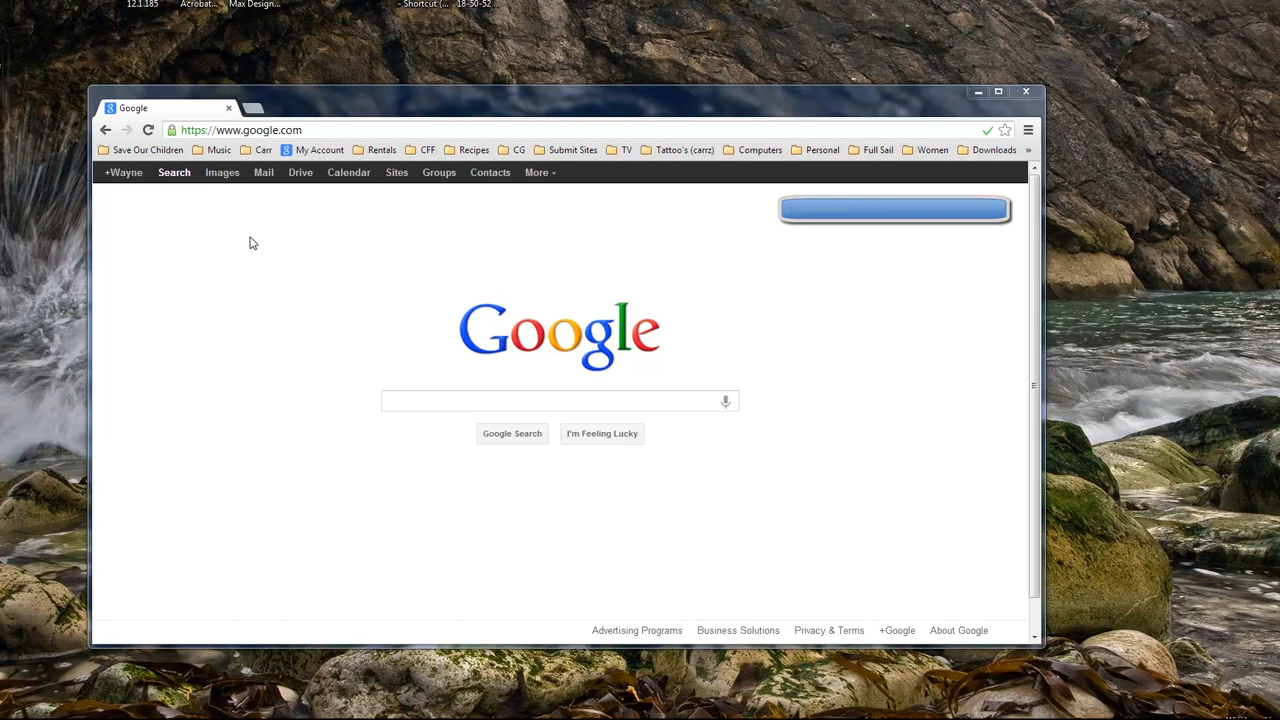 12.1.185 Acrobat... Max Design... - Shortcut (... 18-50-52 ...
Google
https://www.google.com
Save Our Children Music Carr My Account Rentals CFF Recipes CG Submit Sites TV Tattoo's (carrz) Computers Personal Full Sail Women Downloads »
+Wayne Search Images Mail Drive Calendar Sites Groups Contacts More
Google
Google Search I'm Feeling Lucky
Advertising Programs Business Solutions Privacy & Terms +Google About Google